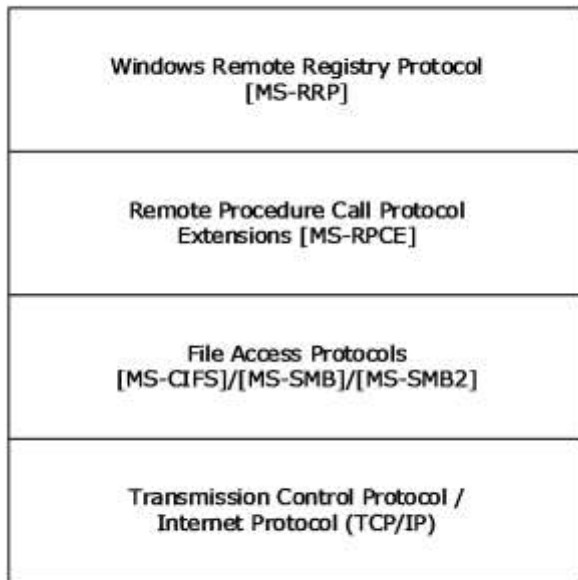 Windows Remote Registry Protocol
[MS-RRP]
Remote Procedure Call Protocol
Extensions [MS-RPCE]
File Access Protocols
[MS-CIFS]/[MS-SMB]/[MS-SMB2]
Transmission Control Protocol /
Internet Protocol (TCP/IP)